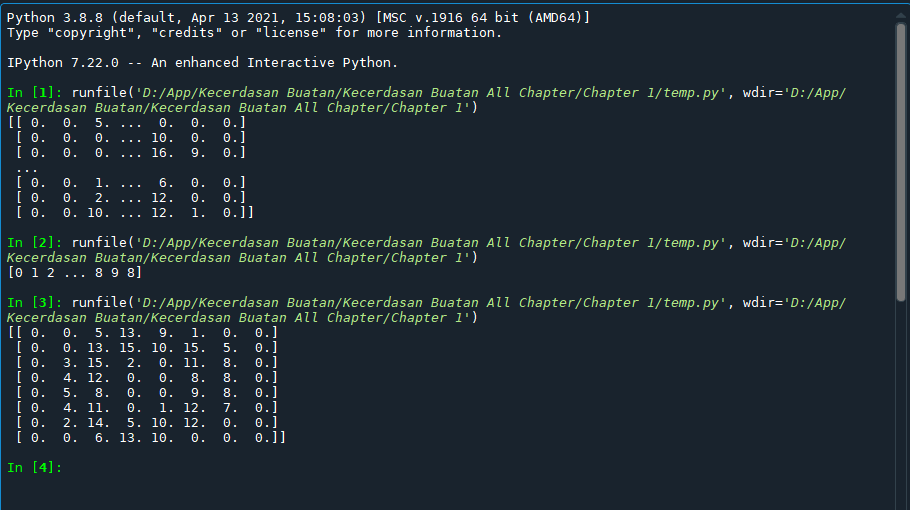 Python 3.8.8 (default, Apr 13 2021, 15:08:03) [MSC v.1916 64 bit (AMD64)]
Type "copyright", "credits" or "license" for more information.
IPython 7.22.0 -- An enhanced Interactive Python.
In [1]: runfile('D:/App/Kecerdasan Buatan/Kecerdasan Buatan All Chapter/Chapter 1/temp.py', wdir='D:/App/
Kecerdasan Buatan/Kecerdasan Buatan All Chapter/Chapter 1')
[[ 0.  0.  5. ...  0.  0.  0.]
 [ 0.  0.  0. ... 10.  0.  0.]
 [ 0.  0.  0. ... 16.  9.  0.]
 ...
 [ 0.  0.  1. ...  6.  0.  0.]
 [ 0.  0.  2. ... 12.  0.  0.]
 [ 0.  0. 10. ... 12.  1.  0.]]
In [2]: runfile('D:/App/Kecerdasan Buatan/Kecerdasan Buatan All Chapter/Chapter 1/temp.py', wdir='D:/App/
Kecerdasan Buatan/Kecerdasan Buatan All Chapter/Chapter 1')
[0 1 2 ... 8 9 8]
In [3]: runfile('D:/App/Kecerdasan Buatan/Kecerdasan Buatan All Chapter/Chapter 1/temp.py', wdir='D:/App/
Kecerdasan Buatan/Kecerdasan Buatan All Chapter/Chapter 1')
[[ 0.  0.  5. 13.  9.  1.  0.  0.]
 [ 0.  0. 13. 15. 10. 15.  5.  0.]
 [ 0.  3. 15.  2.  0. 11.  8.  0.]
 [ 0.  4. 12.  0.  0.  8.  8.  0.]
 [ 0.  5.  8.  0.  0.  9.  8.  0.]
 [ 0.  4. 11.  0.  1. 12.  7.  0.]
 [ 0.  2. 14.  5. 10. 12.  0.  0.]
 [ 0.  0.  6. 13. 10.  0.  0.  0.]]
In [4]: